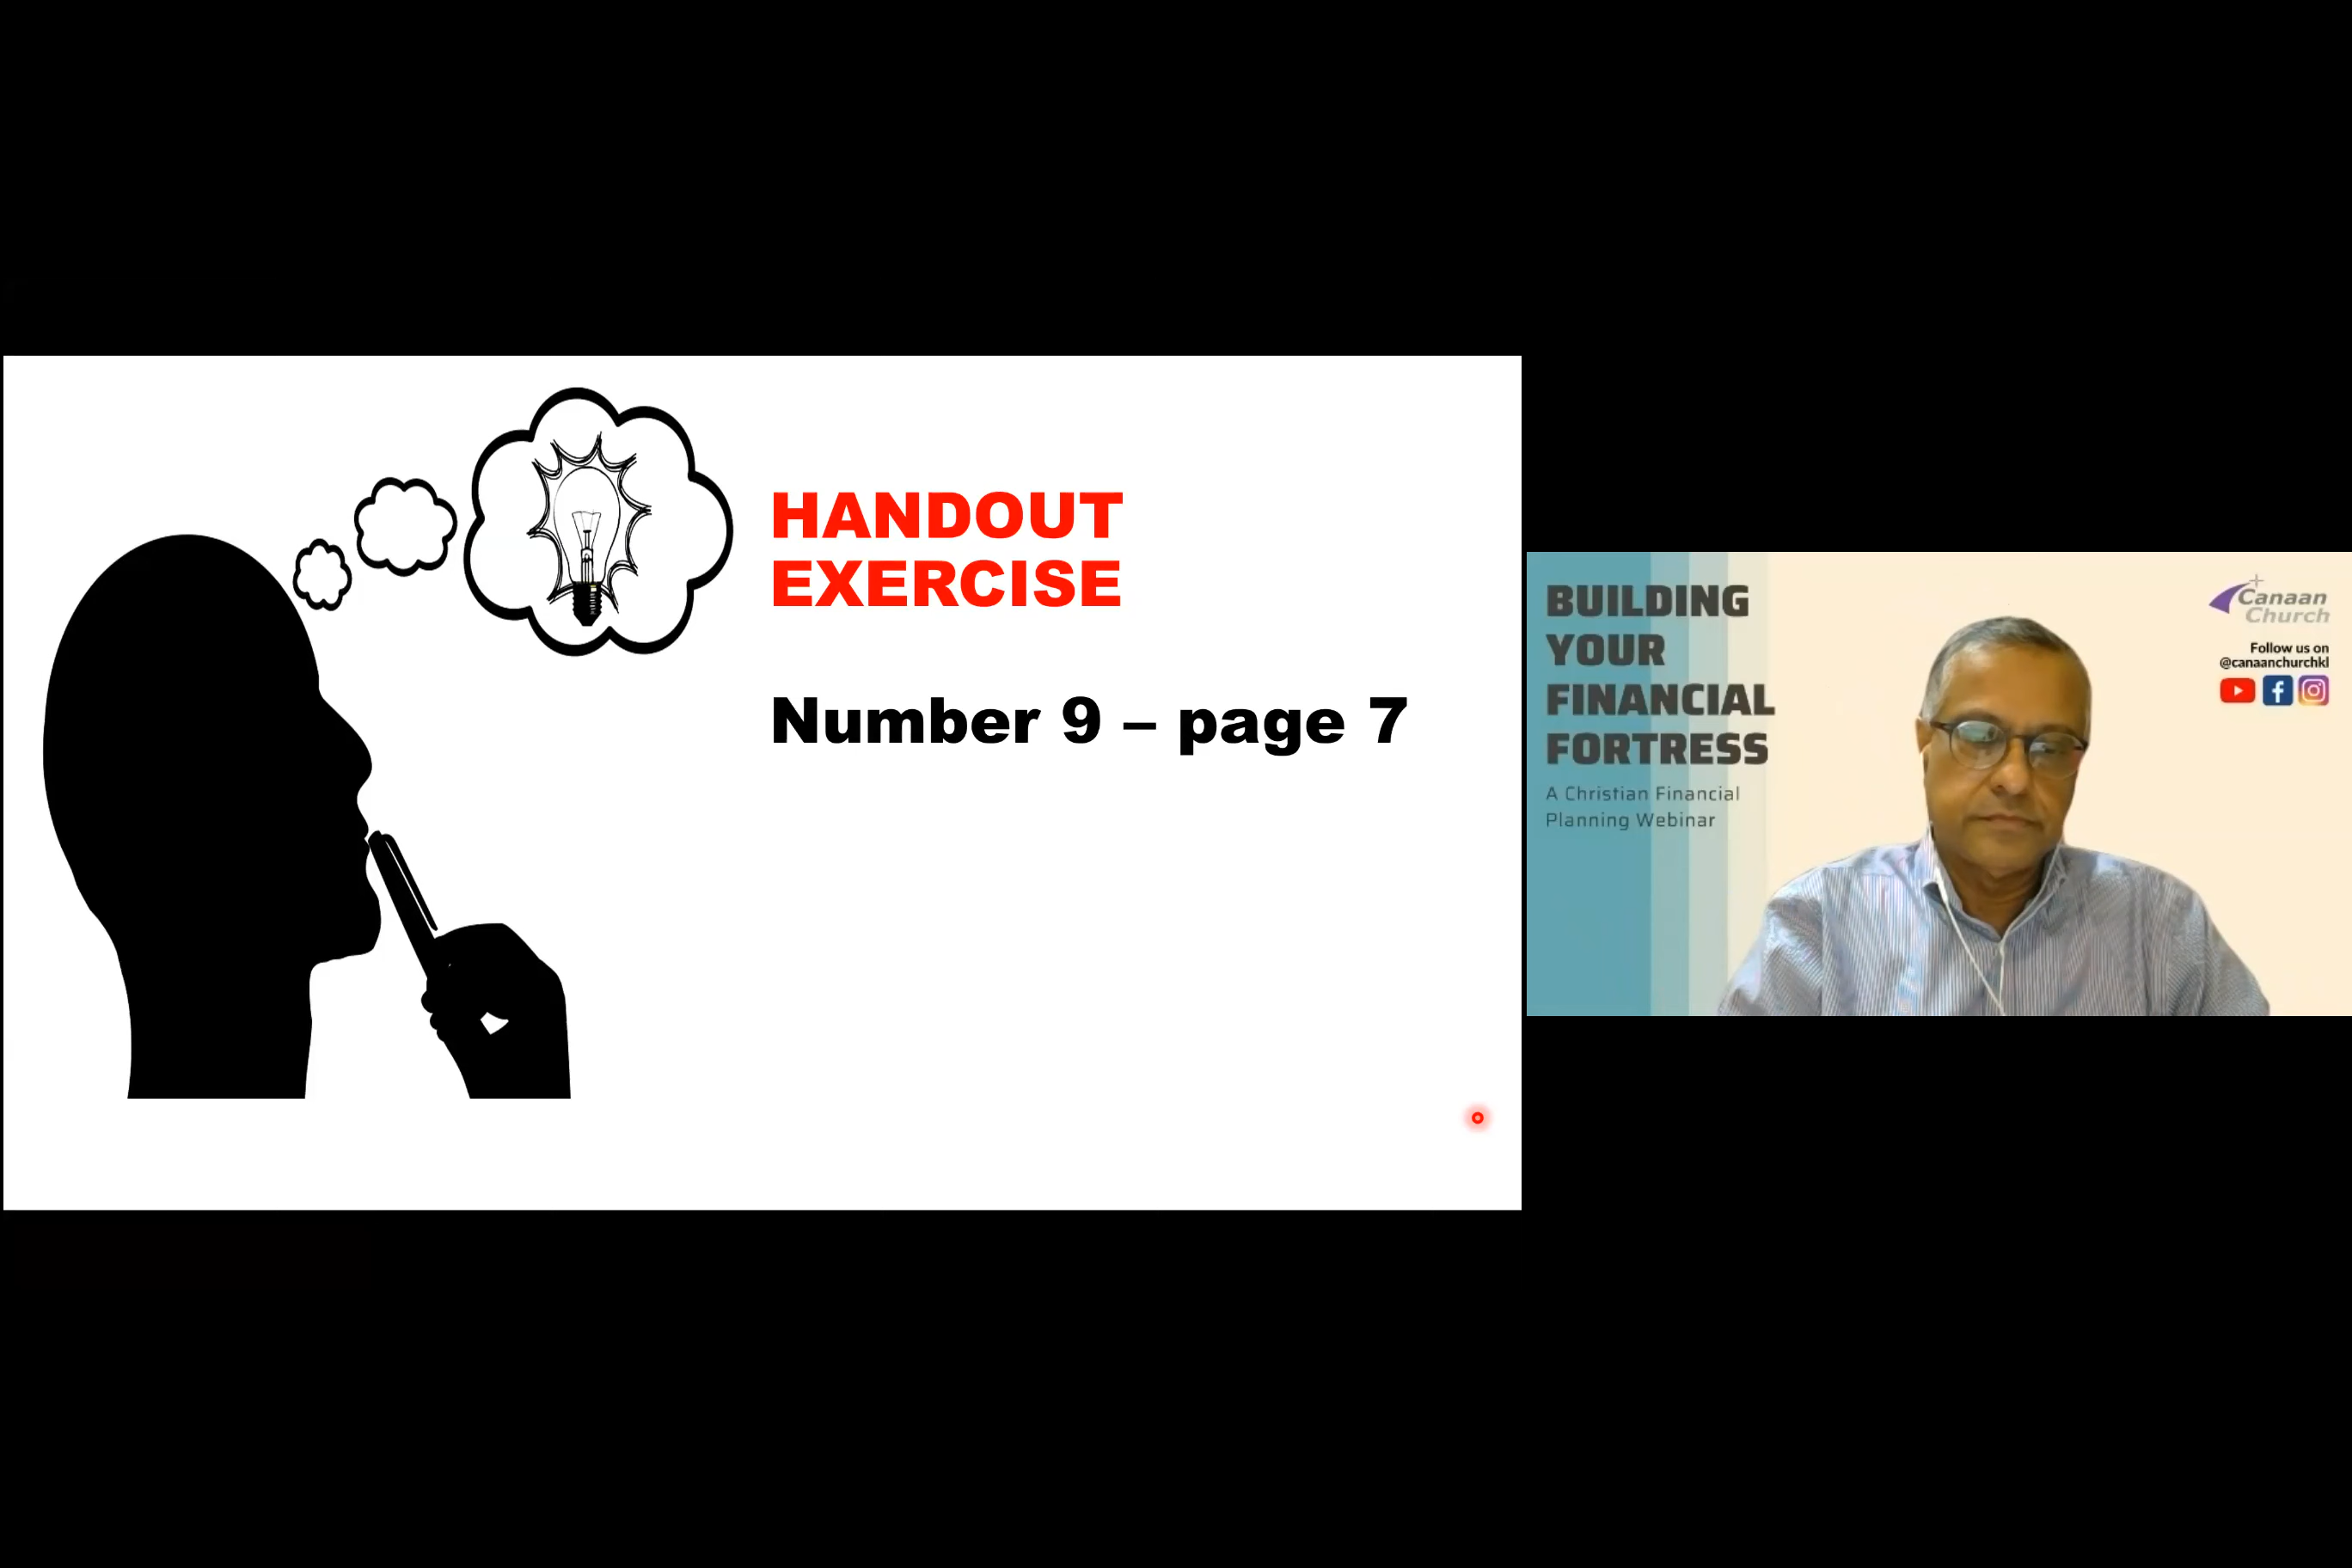 HANDOUT
EXERCISE
Number 9 – page 7
BUILDING
YOUR
FINANCIAL
FORTRESS
A Christian Financial
Planning Webinar
Canaan
Church
Follow us on
@canaanchurchkl